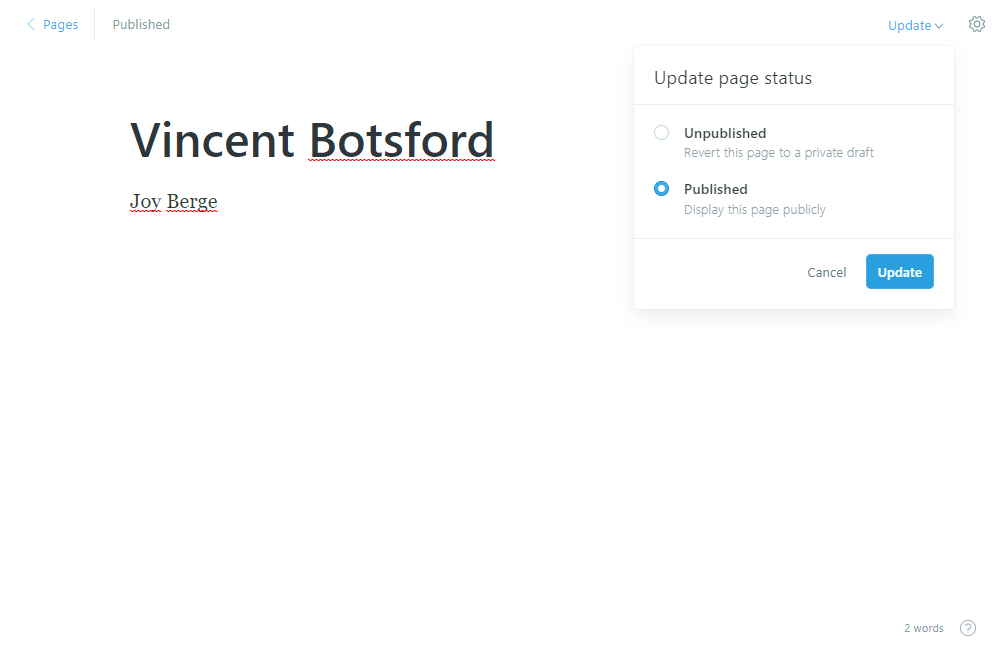 Pages
Published
Update
Update page status
Unpublished
Revert this page to a private draft
Published
Display this page publicly
Cancel
Update
Vincent Botsford
Joy Berge
2 words
?